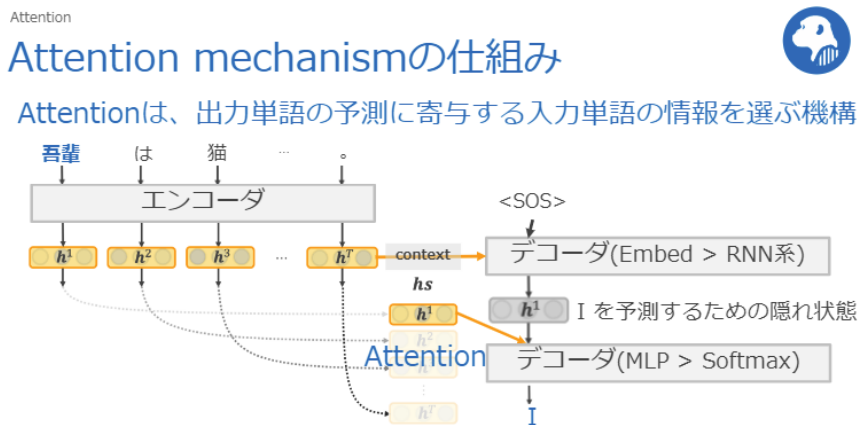 Attention
Attention mechanismの仕組み
Attentionは、出力単語の予測に寄与する入力単語の情報を選ぶ機構
吾輩 は 猫 … 。
エンコーダ
<SOS>
h¹ h² h³ … hᵀ context デコーダ(Embed > RNN系)
hs
h¹ h¹ I を予測するための隠れ状態
h²
Attention デコーダ(MLP > Softmax)
⋮
hᵀ I